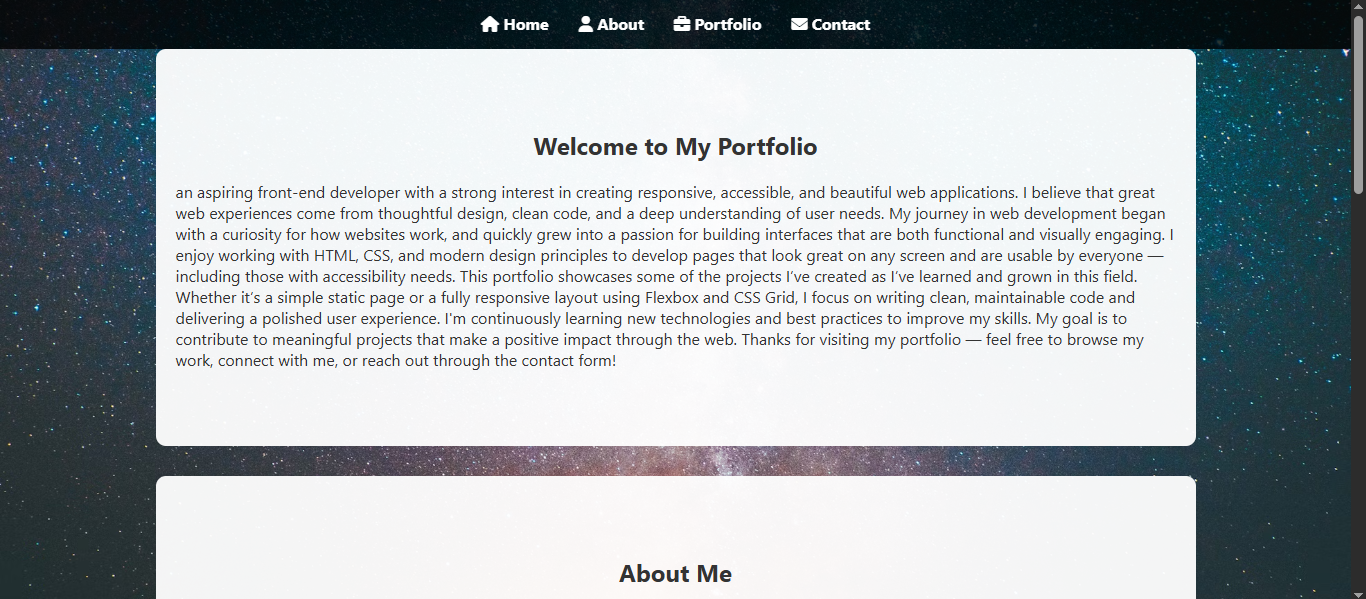 Home About Portfolio Contact
Welcome to My Portfolio
an aspiring front-end developer with a strong interest in creating responsive, accessible, and beautiful web applications. I believe that great
web experiences come from thoughtful design, clean code, and a deep understanding of user needs. My journey in web development began
with a curiosity for how websites work, and quickly grew into a passion for building interfaces that are both functional and visually engaging. I
enjoy working with HTML, CSS, and modern design principles to develop pages that look great on any screen and are usable by everyone —
including those with accessibility needs. This portfolio showcases some of the projects I’ve created as I’ve learned and grown in this field.
Whether it’s a simple static page or a fully responsive layout using Flexbox and CSS Grid, I focus on writing clean, maintainable code and
delivering a polished user experience. I'm continuously learning new technologies and best practices to improve my skills. My goal is to
contribute to meaningful projects that make a positive impact through the web. Thanks for visiting my portfolio — feel free to browse my
work, connect with me, or reach out through the contact form!
About Me